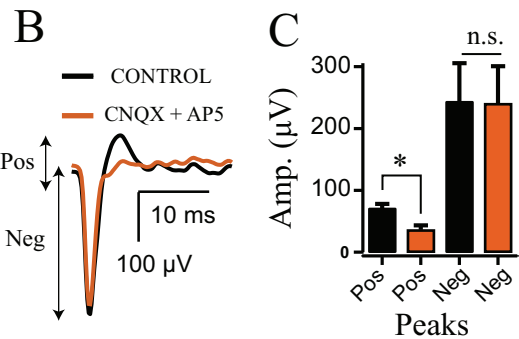 B
CONTROL
CNQX + AP5
Pos
Neg
10 ms
100 µV
C
n.s.
300
200
100
0
*
Amp. (µV)
Pos
Pos
Neg
Neg
Peaks